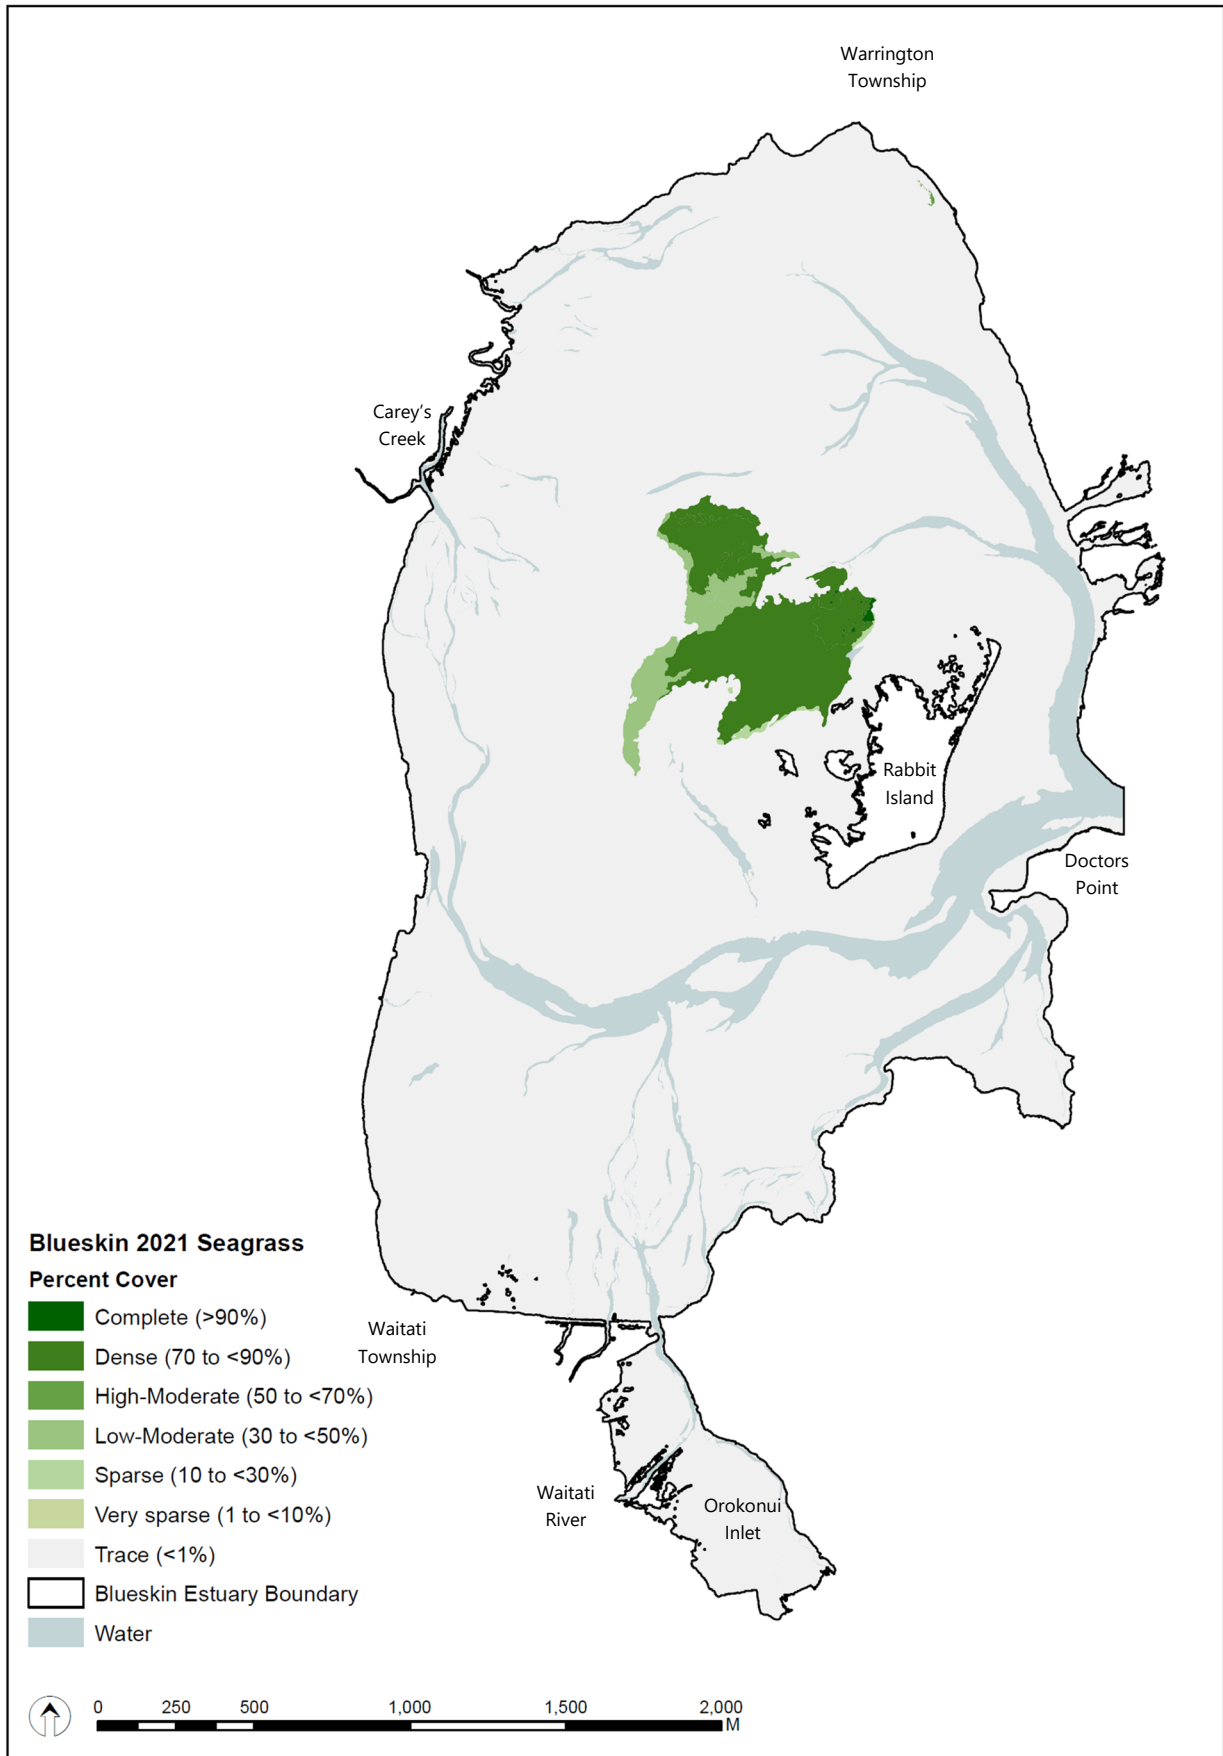 Warrington
Township
Carey's
Creek
Rabbit
Island
Doctors
Point
Blueskin 2021 Seagrass
Percent Cover
Complete (>90%)
Dense (70 to <90%)
High-Moderate (50 to <70%)
Low-Moderate (30 to <50%)
Sparse (10 to <30%)
Very sparse (1 to <10%)
Trace (<1%)
Blueskin Estuary Boundary
Water
Waitati
Township
Waitati
River
Orokonui
Inlet
0 250 500 1,000 1,500 2,000
M